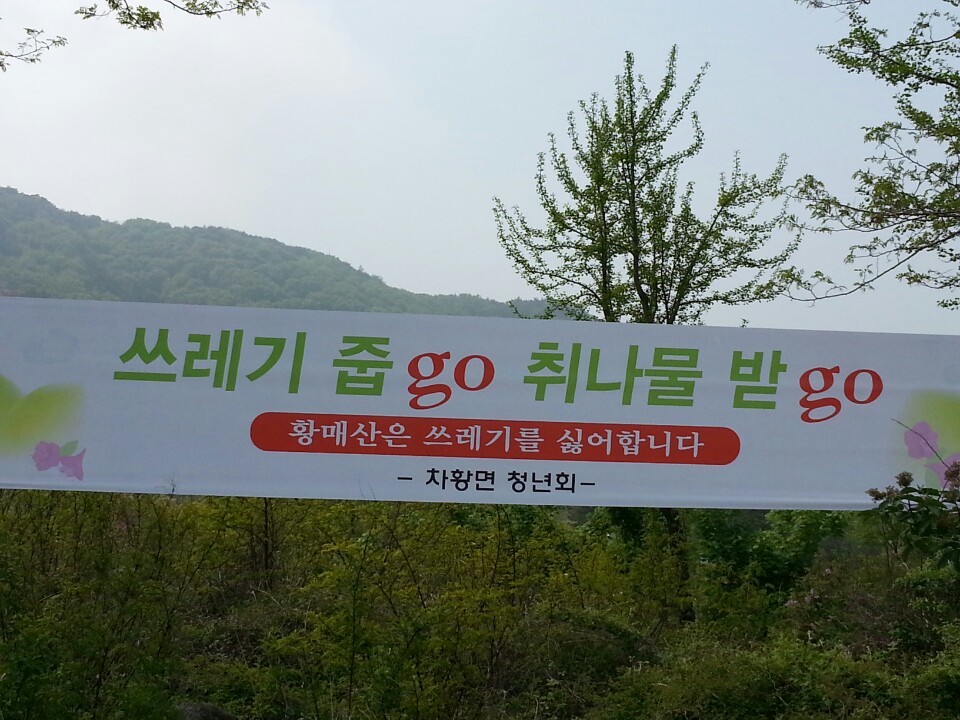 쓰레기 줍go 취나물 받go
황매산은 쓰레기를 싫어합니다
- 차황면 청년회-